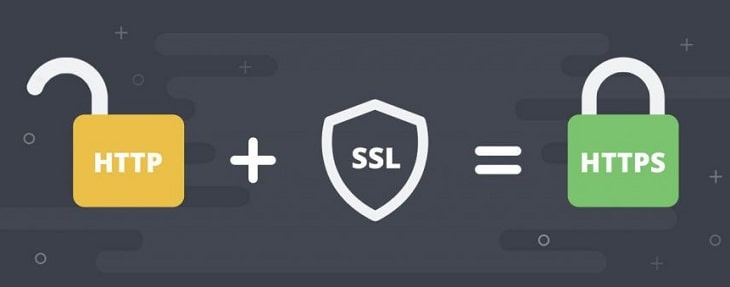 HTTP + SSL = HTTPS